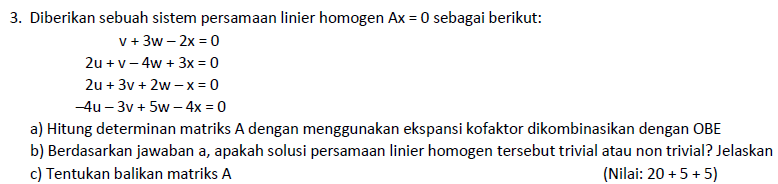 3. Diberikan sebuah sistem persamaan linier homogen Ax = 0 sebagai berikut:
v + 3w – 2x = 0
2u + v – 4w + 3x = 0
2u + 3v + 2w – x = 0
–4u – 3v + 5w – 4x = 0
a) Hitung determinan matriks A dengan menggunakan ekspansi kofaktor dikombinasikan dengan OBE
b) Berdasarkan jawaban a, apakah solusi persamaan linier homogen tersebut trivial atau non trivial? Jelaskan
c) Tentukan balikan matriks A (Nilai: 20 + 5 + 5)